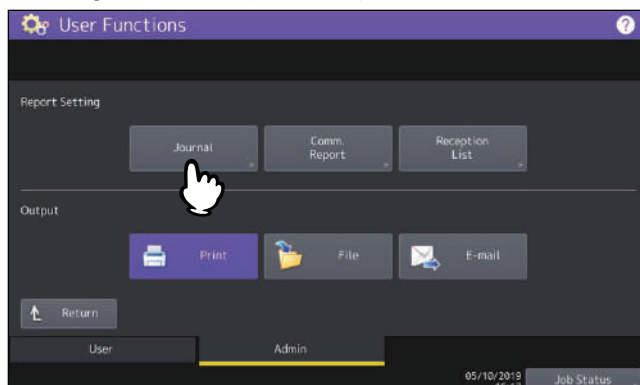 User Functions
?
Report Setting
Journal
Comm.
Report
Reception
List
Output
Print
File
E-mail
Return
User
Admin
05/10/2019
Job Status